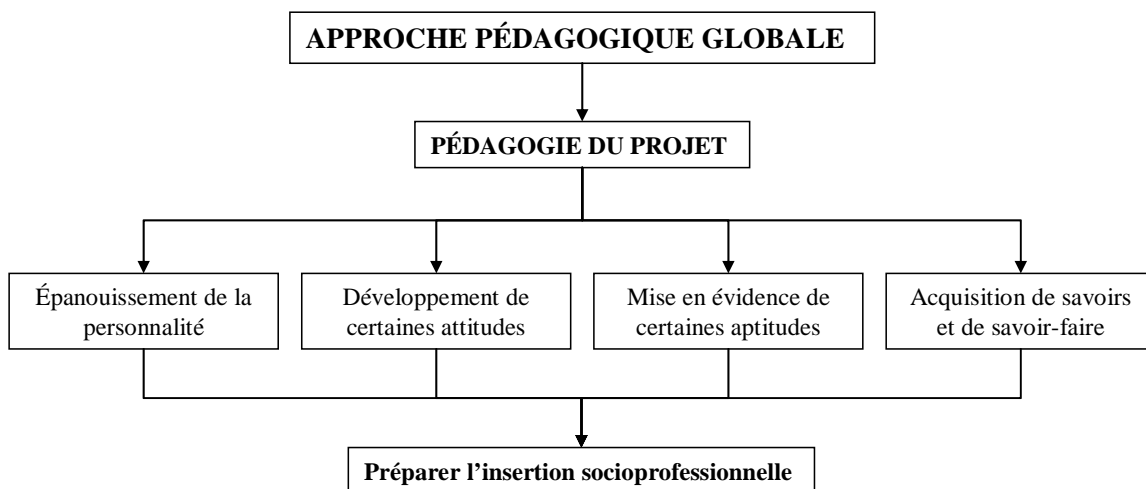 APPROCHE PÉDAGOGIQUE GLOBALE
PÉDAGOGIE DU PROJET
Épanouissement de la
personnalité
Développement de
certaines attitudes
Mise en évidence de
certaines aptitudes
Acquisition de savoirs
et de savoir-faire
Préparer l’insertion socioprofessionnelle